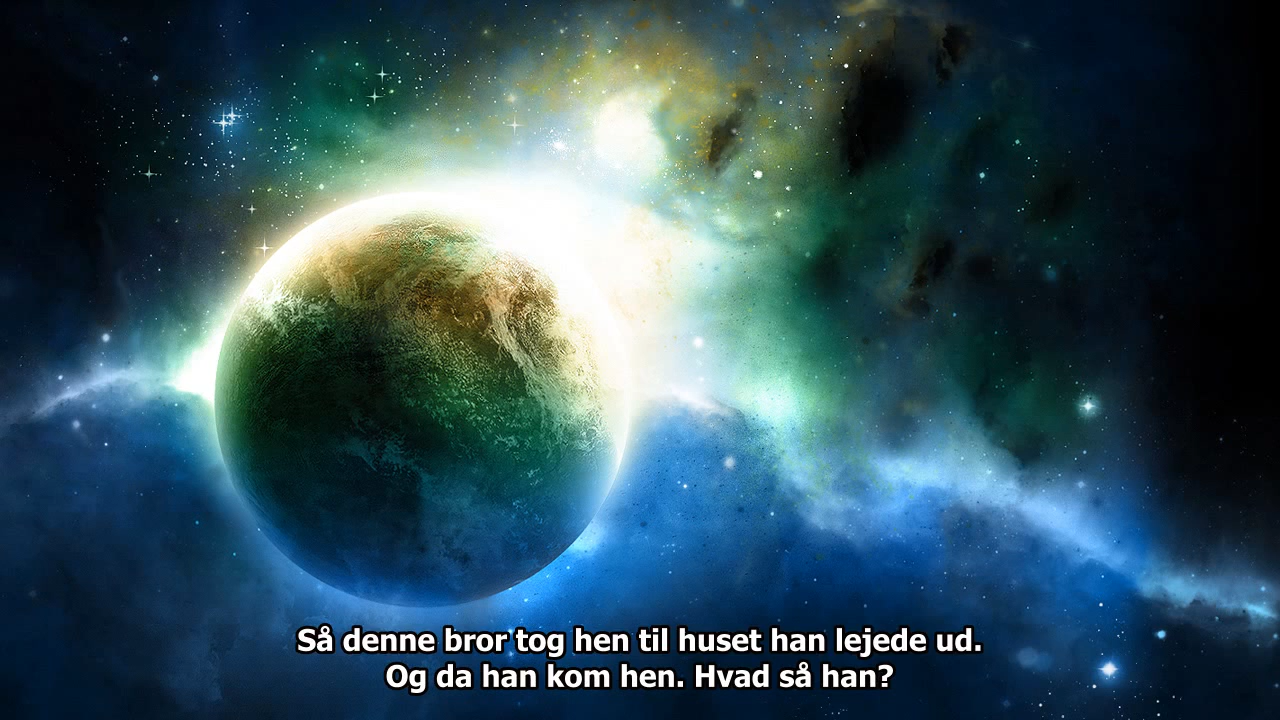 Så denne bror tog hen til huset han lejede ud.
Og da han kom hen. Hvad så han?